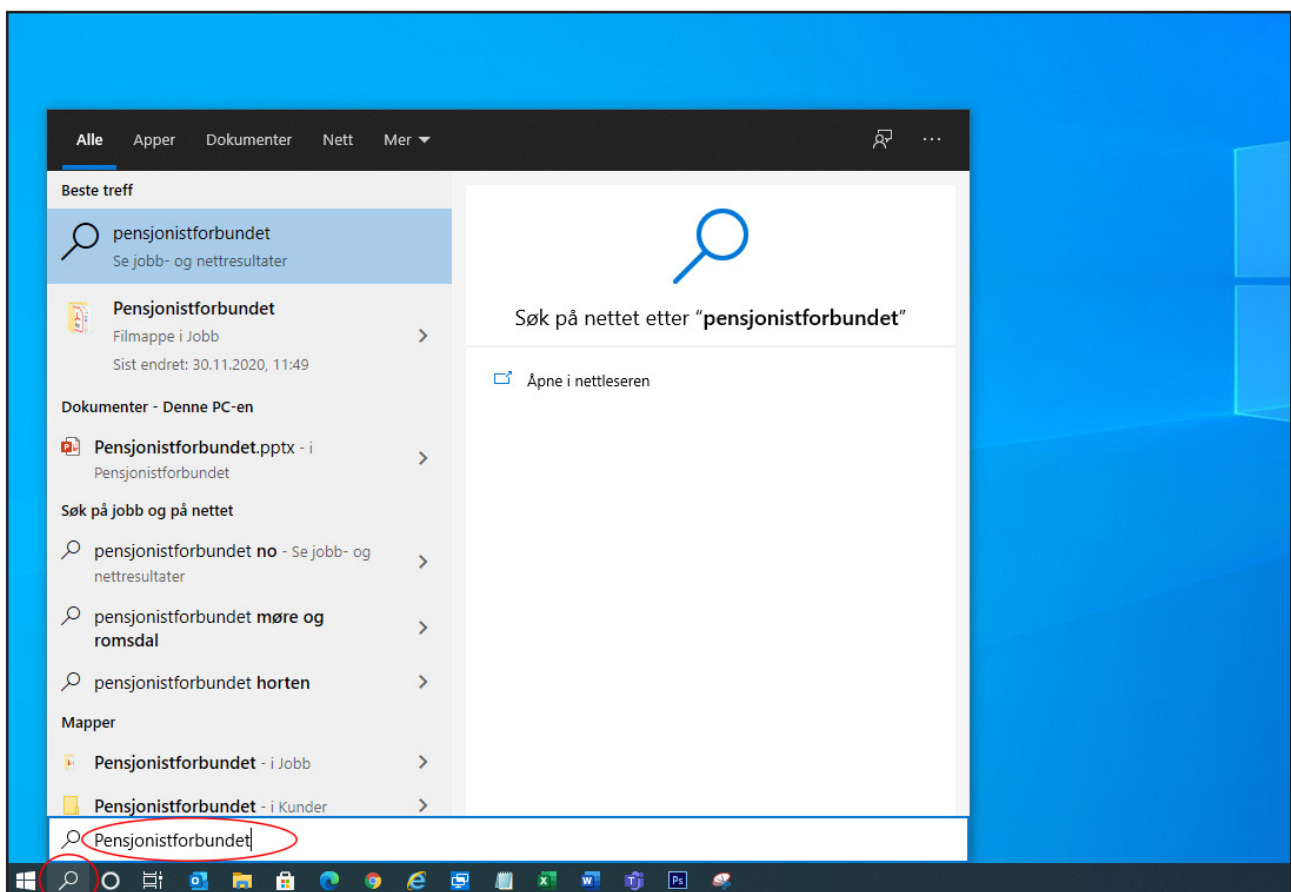 Alle Apper Dokumenter Nett Mer
Beste treff
pensjonistforbundet
Se jobb- og nettresultater
Pensjonistforbundet
Filmappe i Jobb
Sist endret: 30.11.2020, 11:49
Dokumenter - Denne PC-en
Pensjonistforbundet.pptx - i
Pensjonistforbundet
Søk på jobb og på nettet
pensjonistforbundet no - Se jobb- og
nettresultater
pensjonistforbundet møre og
romsdal
pensjonistforbundet horten
Mapper
Pensjonistforbundet - i Jobb
Pensjonistforbundet - i Kunder
Pensjonistforbundet
Søk på nettet etter “pensjonistforbundet”
Åpne i nettleseren
Ps